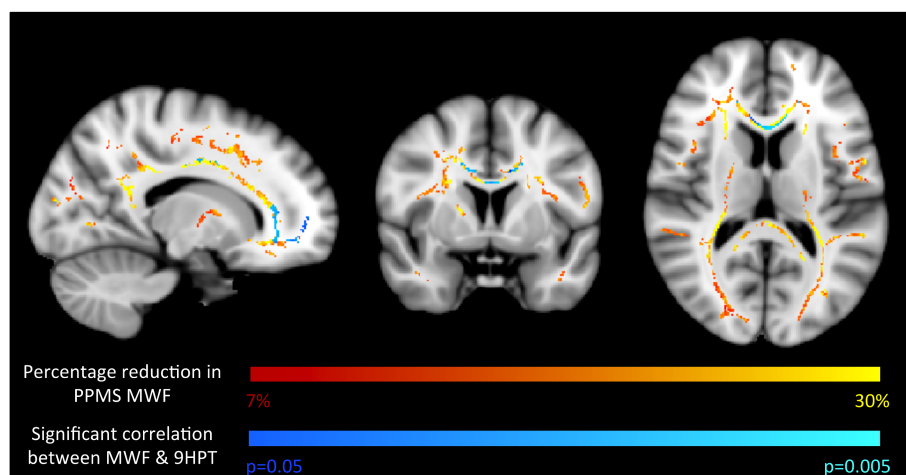 Percentage reduction in
PPMS MWF
7%
30%
Significant correlation
between MWF & 9HPT
p=0.05
p=0.005